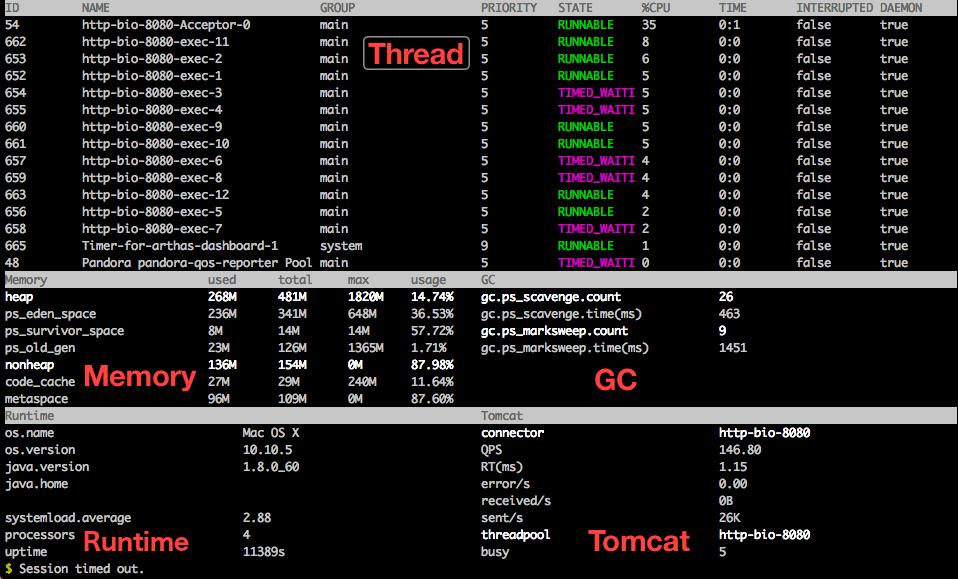 ID NAME GROUP PRIORITY STATE %CPU TIME INTERRUPTED DAEMON
54 http-bio-8080-Acceptor-0 main 5 RUNNABLE 35 0:1 false true
662 http-bio-8080-exec-11 main 5 RUNNABLE 8 0:0 false true
Thread
653 http-bio-8080-exec-2 main 5 RUNNABLE 6 0:0 false true
652 http-bio-8080-exec-1 main 5 RUNNABLE 5 0:0 false true
654 http-bio-8080-exec-3 main 5 TIMED_WAITI 5 0:0 false true
655 http-bio-8080-exec-4 main 5 TIMED_WAITI 5 0:0 false true
660 http-bio-8080-exec-9 main 5 RUNNABLE 5 0:0 false true
661 http-bio-8080-exec-10 main 5 RUNNABLE 5 0:0 false true
657 http-bio-8080-exec-6 main 5 TIMED_WAITI 4 0:0 false true
659 http-bio-8080-exec-8 main 5 TIMED_WAITI 4 0:0 false true
663 http-bio-8080-exec-12 main 5 RUNNABLE 4 0:0 false true
656 http-bio-8080-exec-5 main 5 RUNNABLE 2 0:0 false true
658 http-bio-8080-exec-7 main 5 TIMED_WAITI 2 0:0 false true
665 Timer-for-arthas-dashboard-1 system 9 RUNNABLE 1 0:0 false true
48 Pandora pandora-qos-reporter Pool main 5 TIMED_WAITI 0 0:0 false true
Memory used total max usage GC
heap 268M 481M 1820M 14.74% gc.ps_scavenge.count 26
ps_eden_space 236M 341M 648M 36.53% gc.ps_scavenge.time(ms) 463
ps_survivor_space 8M 14M 14M 57.72% gc.ps_marksweep.count 9
ps_old_gen 23M 126M 1365M 1.71% gc.ps_marksweep.time(ms) 1451
nonheap 136M 154M 0M 87.98%
Memory GC
code_cache 27M 29M 240M 11.64%
metaspace 96M 109M 0M 87.60%
Runtime Tomcat
os.name Mac OS X connector http-bio-8080
os.version 10.10.5 QPS 146.80
java.version 1.8.0_60 RT(ms) 1.15
java.home error/s 0.00
received/s 0B
systemload.average 2.88 sent/s 26K
processors 4 threadpool http-bio-8080
Runtime Tomcat
uptime 11389s busy 5
$ Session timed out.